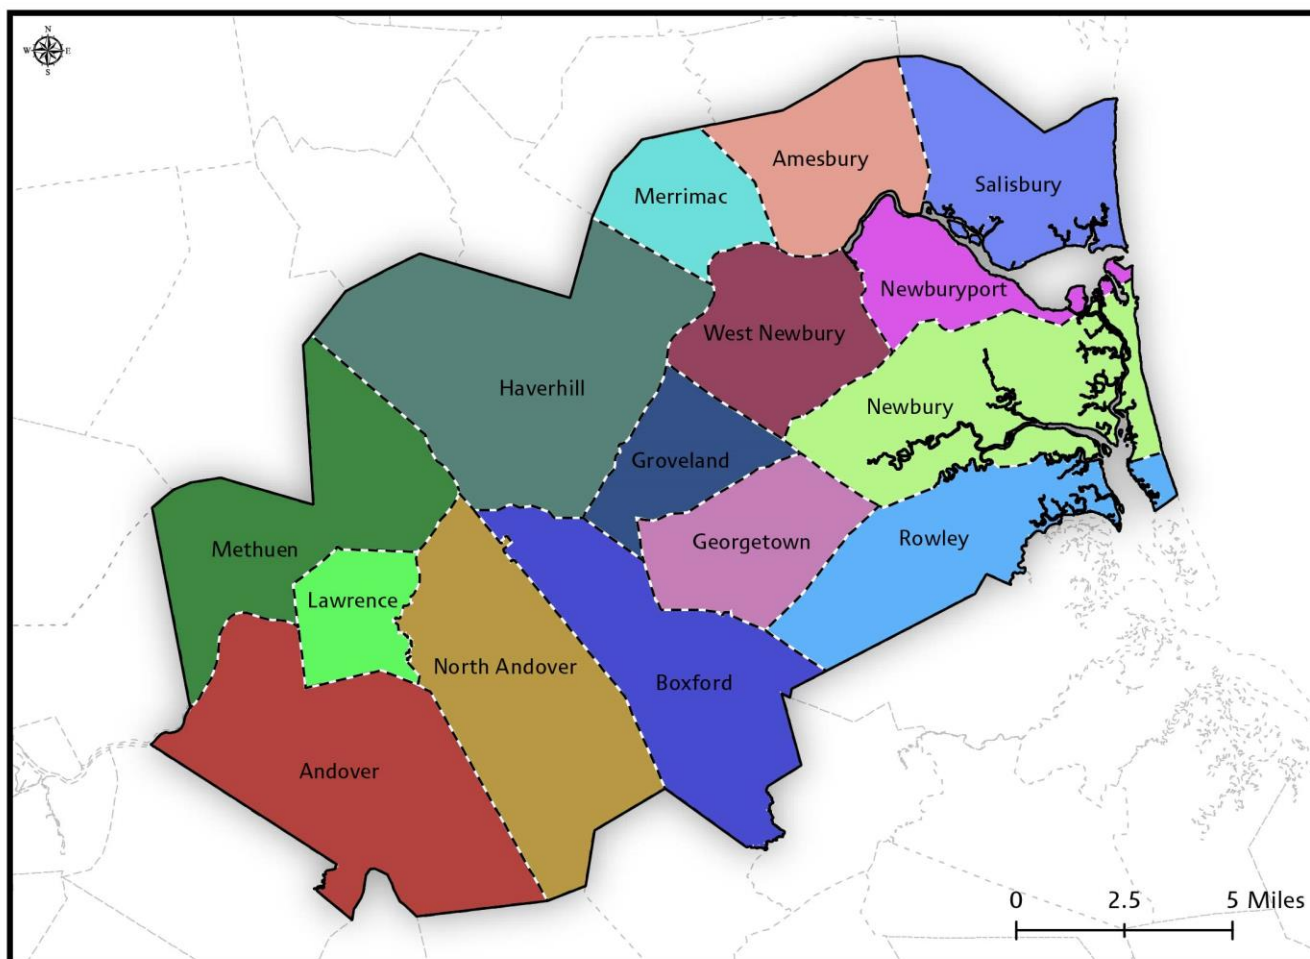 N
W E
S
Amesbury
Salisbury
Merrimac
Newburyport
West Newbury
Haverhill
Newbury
Groveland
Georgetown
Rowley
Methuen
Lawrence
North Andover
Boxford
Andover
0 2.5 5 Miles